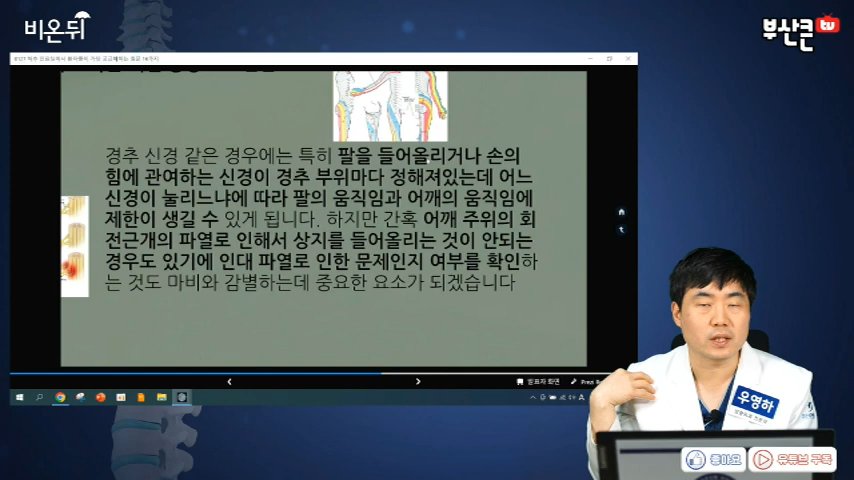 비온뒤
부산큰
tv
경추 신경 같은 경우에는 특히 팔을 들어올리거나 손의
힘에 관여하는 신경이 경추 부위마다 정해져있는데 어느
신경이 눌리느냐에 따라 팔의 움직임과 어깨의 움직임에
제한이 생길 수 있게 됩니다. 하지만 간혹 어깨 주위의 회
전근개의 파열로 인해서 상지를 들어올리는 것이 안되는
경우도 있기에 인대 파열로 인한 문제인지 여부를 확인하
는 것도 마비와 감별하는데 중요한 요소가 되겠습니다
발표자 화면
우영하
좋아요
유튜브 구독